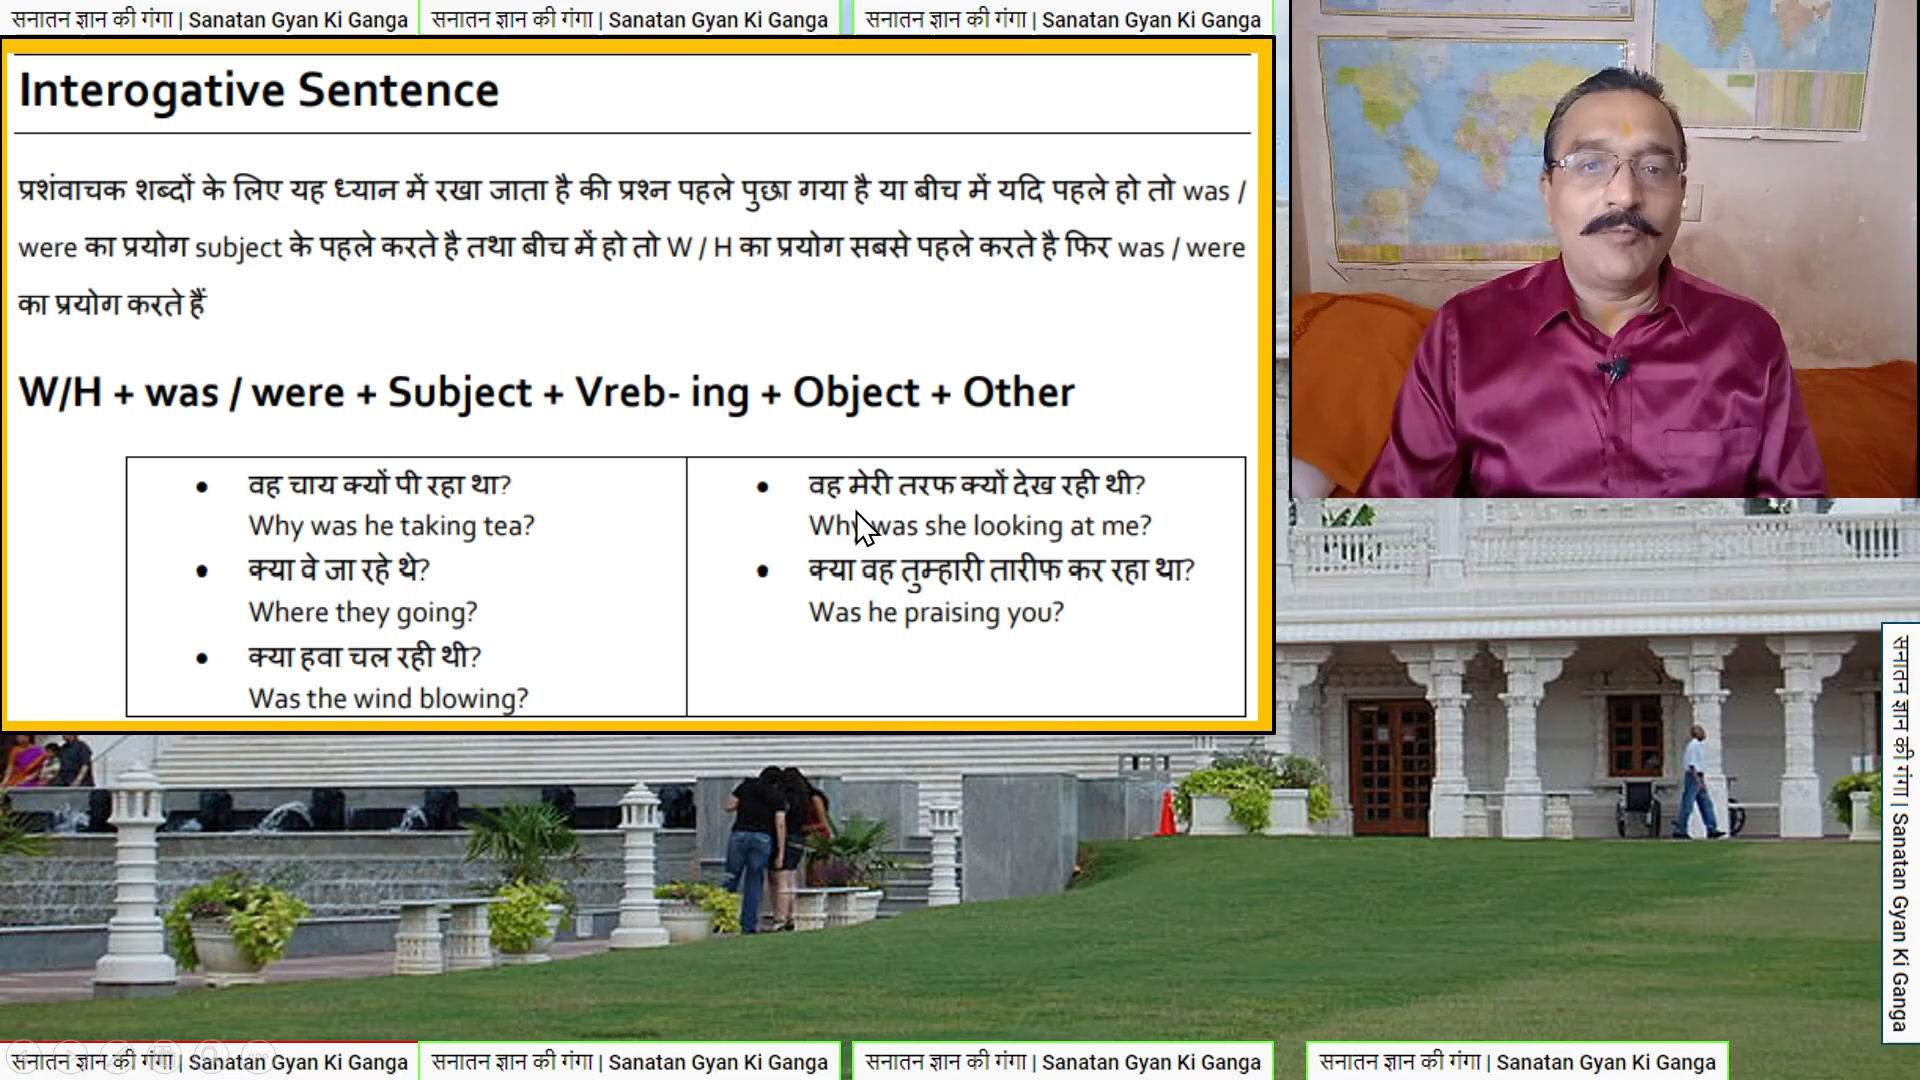 सनातन ज्ञान की गंगा | Sanatan Gyan Ki Ganga
सनातन ज्ञान की गंगा | Sanatan Gyan Ki Ganga
सनातन ज्ञान की गंगा | Sanatan Gyan Ki Ganga
Interogative Sentence
प्रशंवाचक शब्दों के लिए यह ध्यान में रखा जाता है की प्रश्न पहले पुछा गया है या बीच में यदि पहले हो तो was /
were का प्रयोग subject के पहले करते है तथा बीच में हो तो W / H का प्रयोग सबसे पहले करते है फिर was / were
का प्रयोग करते हैं
W/H + was / were + Subject + Vreb- ing + Object + Other
वह चाय क्यों पी रहा था?
Why was he taking tea?
क्या वे जा रहे थे?
Where they going?
क्या हवा चल रही थी?
Was the wind blowing?
वह मेरी तरफ क्यों देख रही थी?
Why was she looking at me?
क्या वह तुम्हारी तारीफ कर रहा था?
Was he praising you?
सनातन ज्ञान की गंगा | Sanatan Gyan Ki Ganga
सनातन ज्ञान की गंगा | Sanatan Gyan Ki Ganga
सनातन ज्ञान की गंगा | Sanatan Gyan Ki Ganga
सनातन ज्ञान की गंगा | Sanatan Gyan Ki Ganga
सनातन ज्ञान की गंगा | Sanatan Gyan Ki Ganga